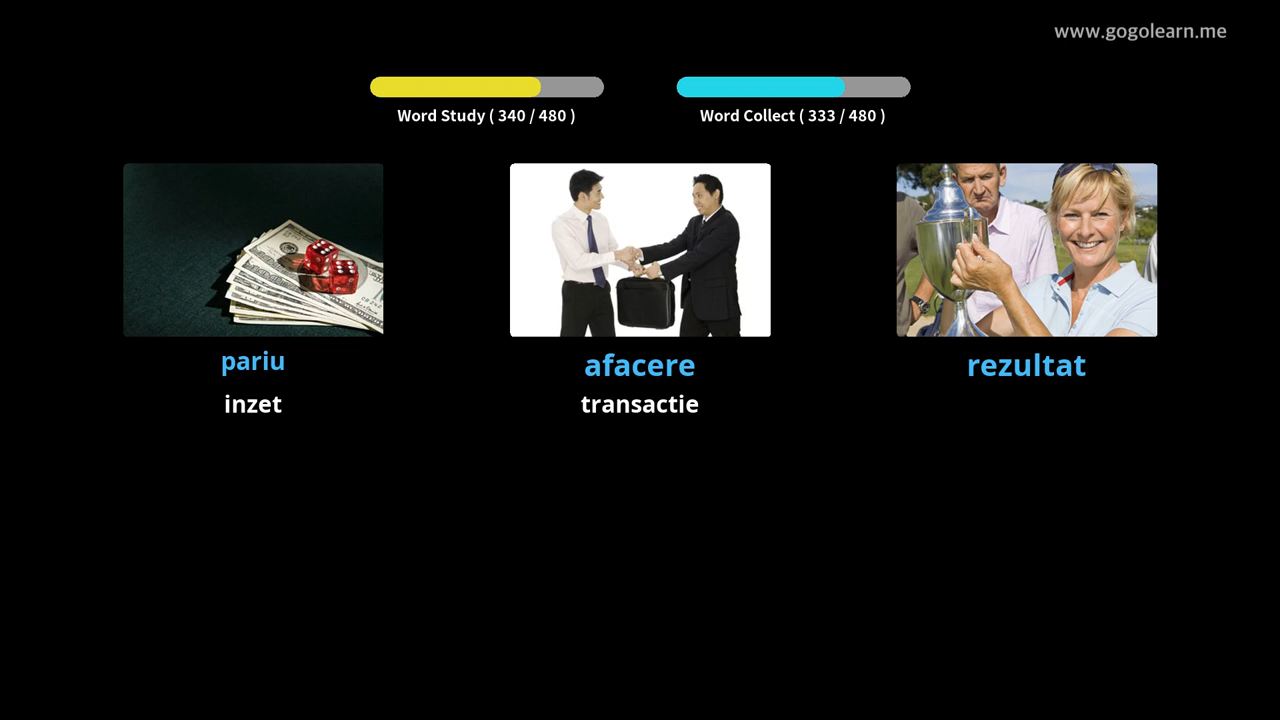 www.gogolearn.me
Word Study ( 340 / 480 )
Word Collect ( 333 / 480 )
pariu
afacere
rezultat
inzet
transactie